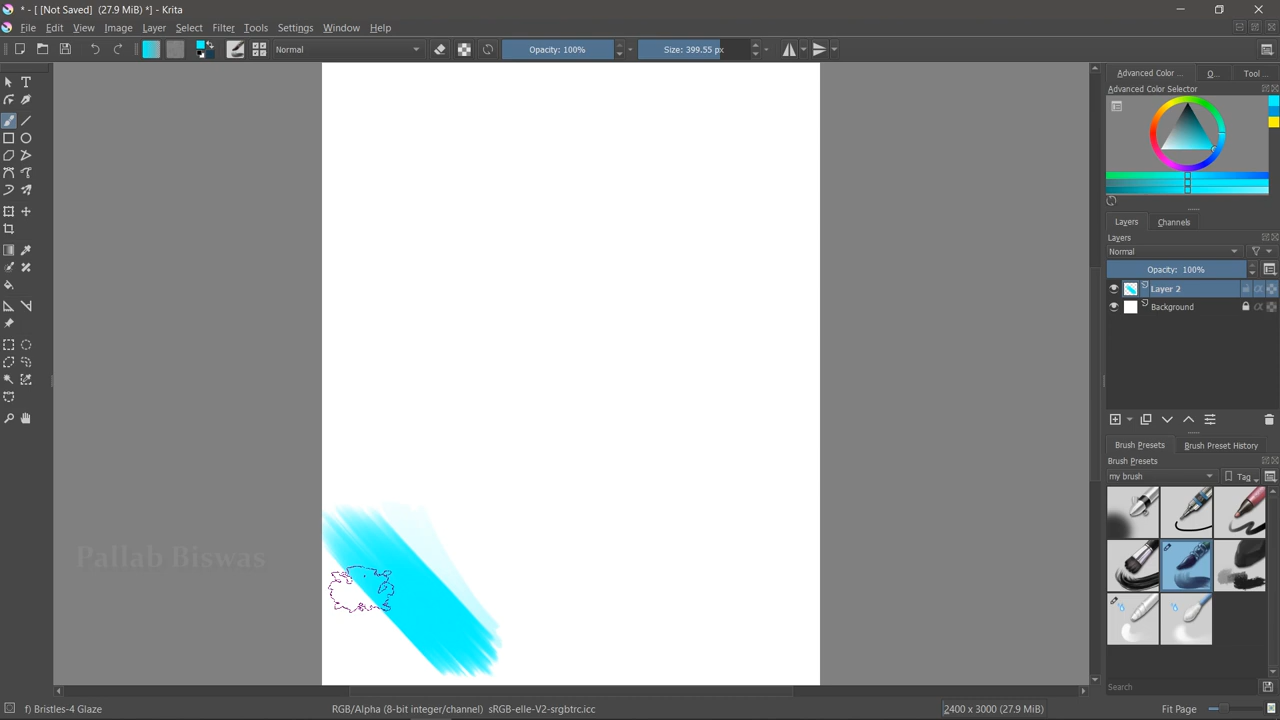 * - [ [Not Saved]  (27.9 MiB) *] - Krita
File Edit View Image Layer Select Filter Tools Settings Window Help
Normal Opacity: 100% Size: 399.55 px
Advanced Color ... O... Tool ...
Advanced Color Selector
Layers Channels
Layers
Normal
Opacity:  100%
Layer 2
Background
Brush Presets Brush Preset History
Brush Presets
my brush Tag
Pallab Biswas
Search
f) Bristles-4 Glaze RGB/Alpha (8-bit integer/channel)  sRGB-elle-V2-srgbtrc.icc 2400 x 3000 (27.9 MiB) Fit Page